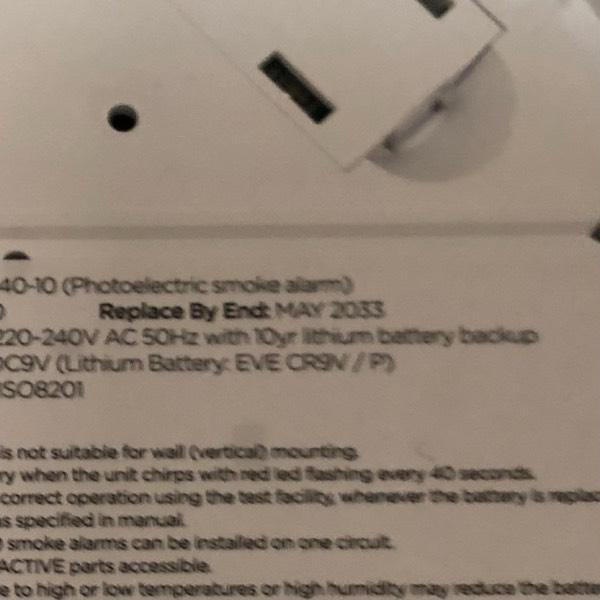 40-10 (Photoelectric smoke alarm)
Replace By End: MAY 2033
220-240V AC 50Hz with 10yr lithium battery backup
DC9V (Lithium Battery: EVE CR9V / P)
ISO8201
is not suitable for wall (vertical) mounting.
ry when the unit chirps with red led flashing every 40 seconds.
correct operation using the test facility, whenever the battery is replac
s specified in manual.
smoke alarms can be installed on one circuit.
ACTIVE parts accessible.
e to high or low temperatures or high humidity may reduce the batte